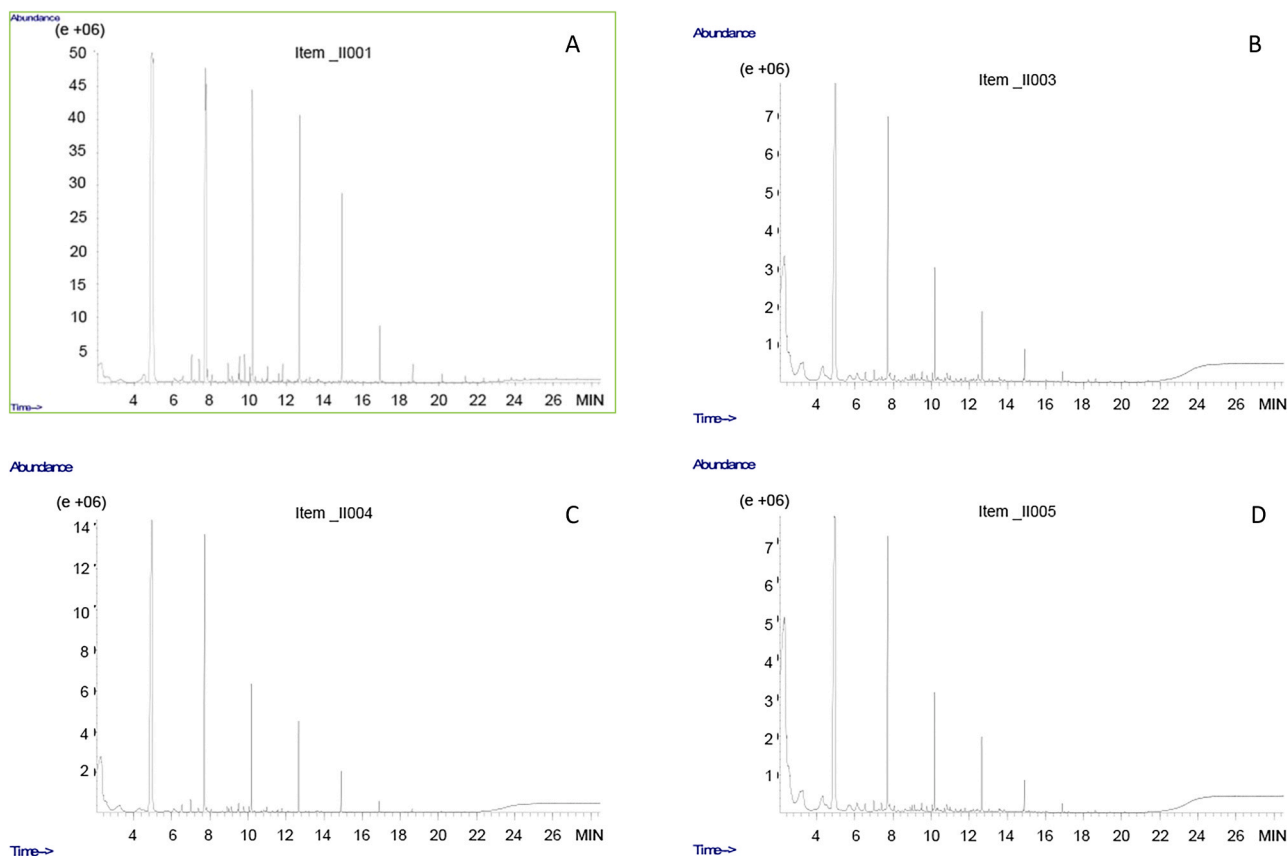 Abundance
(e +06)
Item _II001
A
50
45
40
35
30
25
20
15
10
5
4 6 8 10 12 14 16 18 20 22 24 26 MIN
Time-->
Abundance
B
(e +06)
Item _II003
7
6
5
4
3
2
1
4 6 8 10 12 14 16 18 20 22 24 26 MIN
Time-->
Abundance
(e +06)
Item _II004
C
14
12
10
8
6
4
2
4 6 8 10 12 14 16 18 20 22 24 26 MIN
Time-->
Abundance
(e +06)
Item _II005
D
7
6
5
4
3
2
1
4 6 8 10 12 14 16 18 20 22 24 26 MIN
Time-->